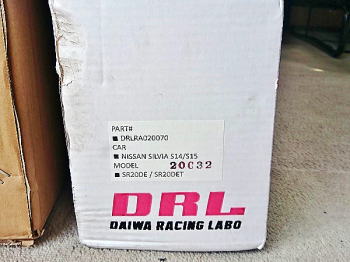 PART#
■ DRLRA020070
CAR
■ NISSAN SILVIA S14/S15
MODEL 20032
■ SR20DE / SR20DET
DRL
DAIWA RACING LABO